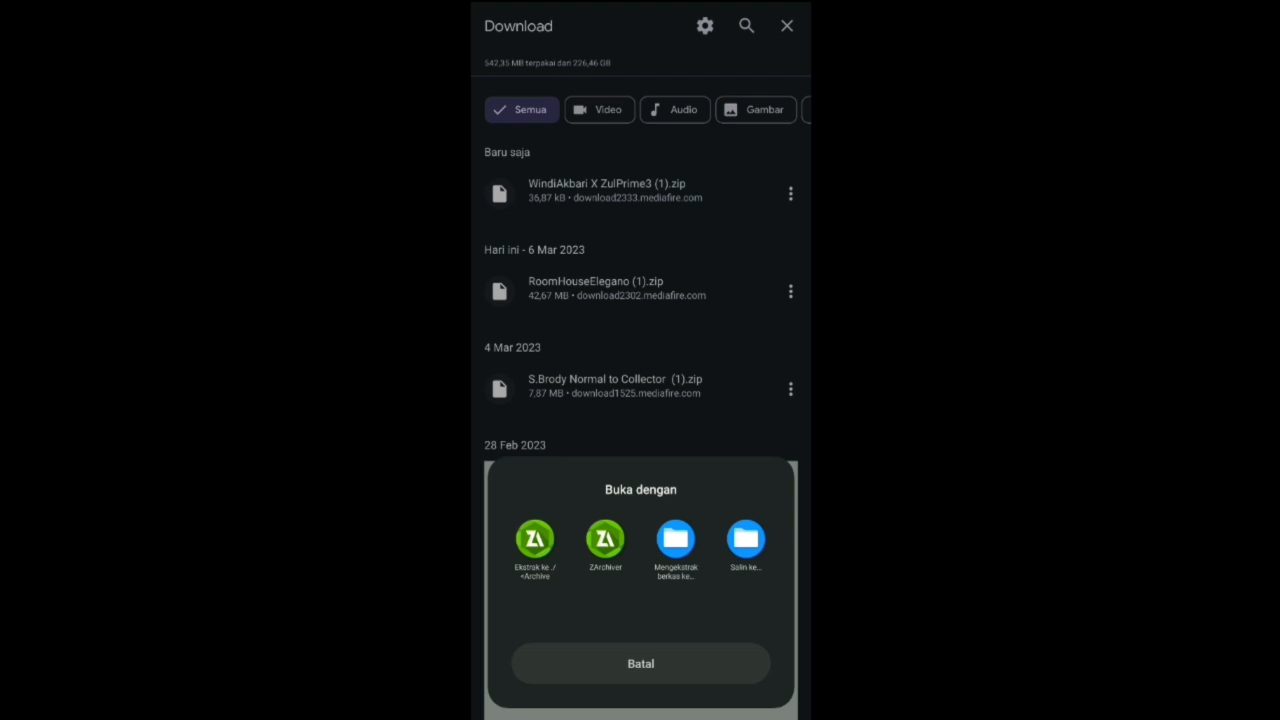 Download
542,35 MB terpakai dari 226,46 GB
Semua
Video
Audio
Gambar
Baru saja
WindiAkbari X ZulPrime3 (1).zip
36,87 kB • download2333.mediafire.com
Hari ini - 6 Mar 2023
RoomHouseElegano (1).zip
42,67 MB • download2302.mediafire.com
4 Mar 2023
S.Brody Normal to Collector (1).zip
7,87 MB • download1525.mediafire.com
28 Feb 2023
Buka dengan
Ekstrak ke ./
<Archive
ZArchiver
Mengekstrak
berkas ke...
Salin ke...
Batal